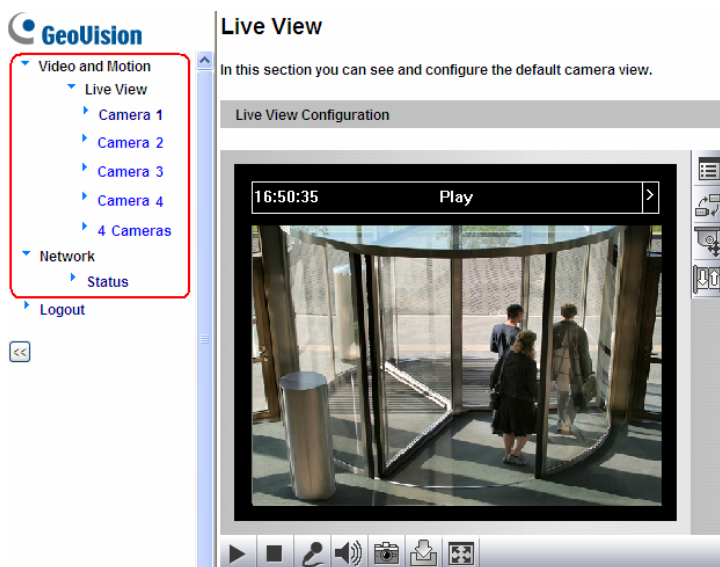 GeoVision
Video and Motion
Live View
Camera 1
Camera 2
Camera 3
Camera 4
4 Cameras
Network
Status
Logout
<<
Live View
In this section you can see and configure the default camera view.
Live View Configuration
16:50:35 Play >